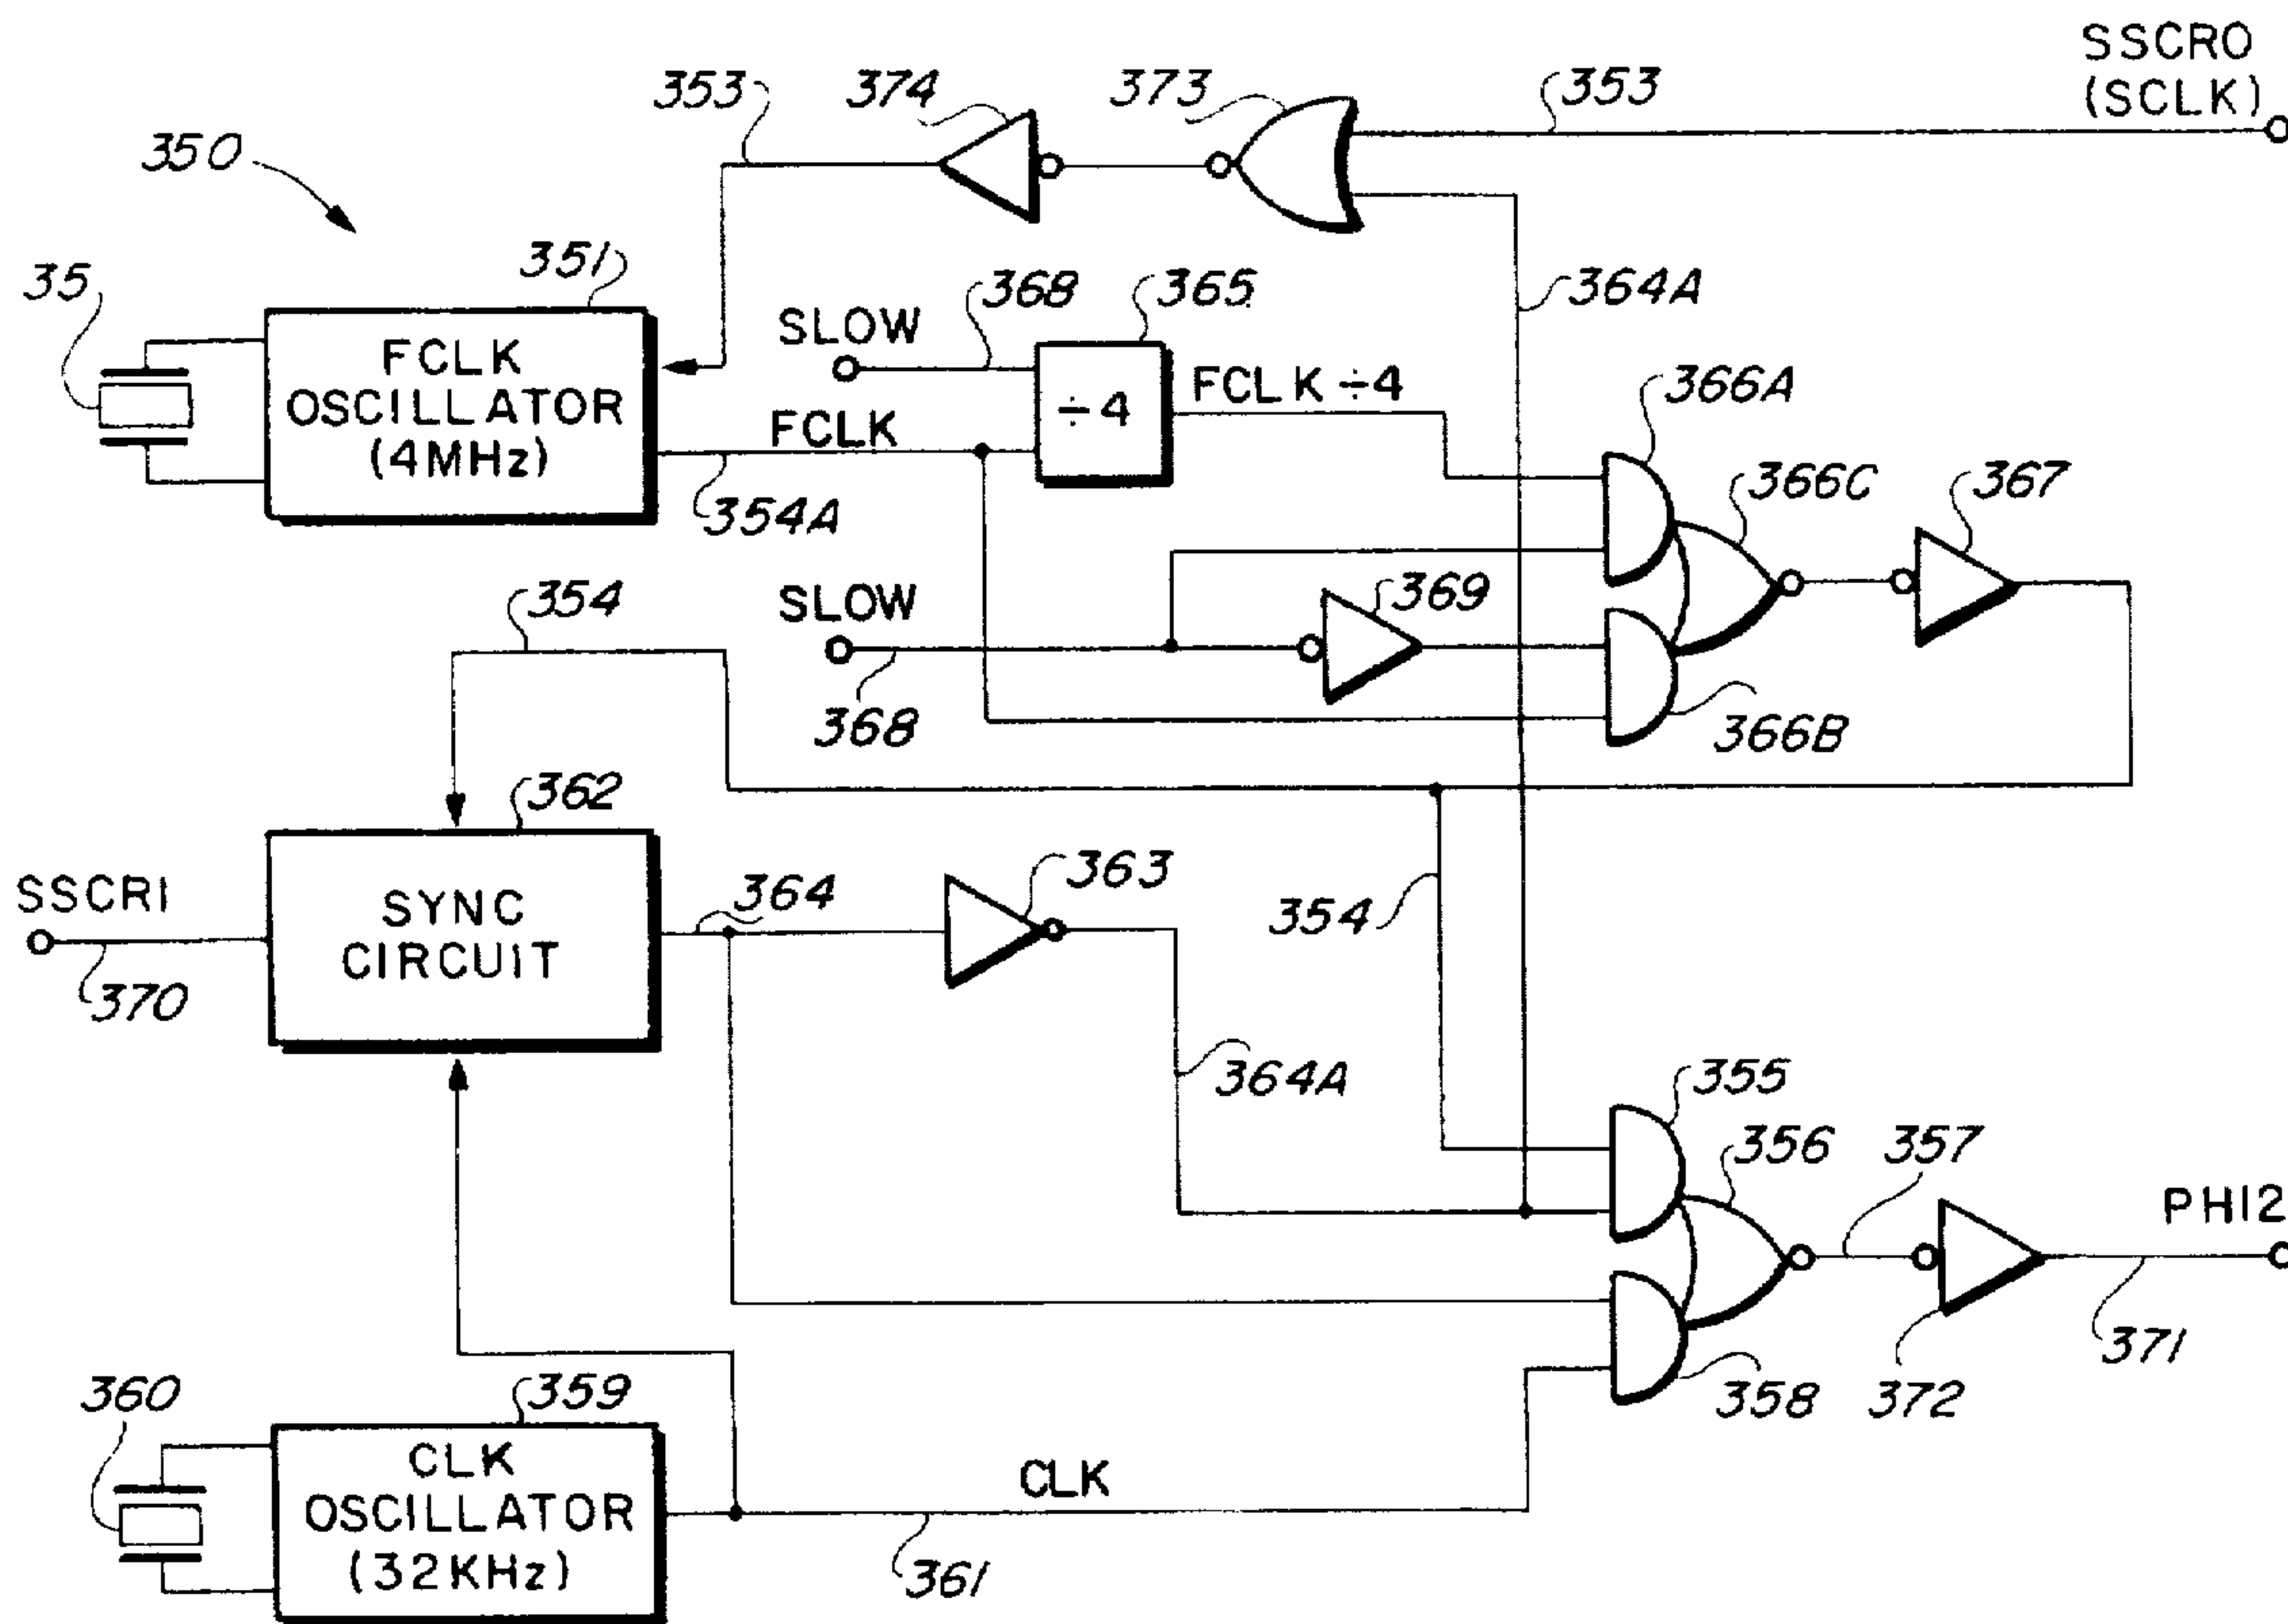 SSCRO
(SCLK)
353
374
373
353
350
351
35
FCLK
OSCILLATOR
(4MHz)
SLOW
368
365
364A
÷4
FCLK ÷4
FCLK
354A
366A
366C
367
354
SLOW
369
368
366B
362
SSCRI
370
SYNC
CIRCUIT
364
363
354
364A
355
356
357
PHI2
371
358
372
360
359
CLK
OSCILLATOR
(32KHz)
CLK
361